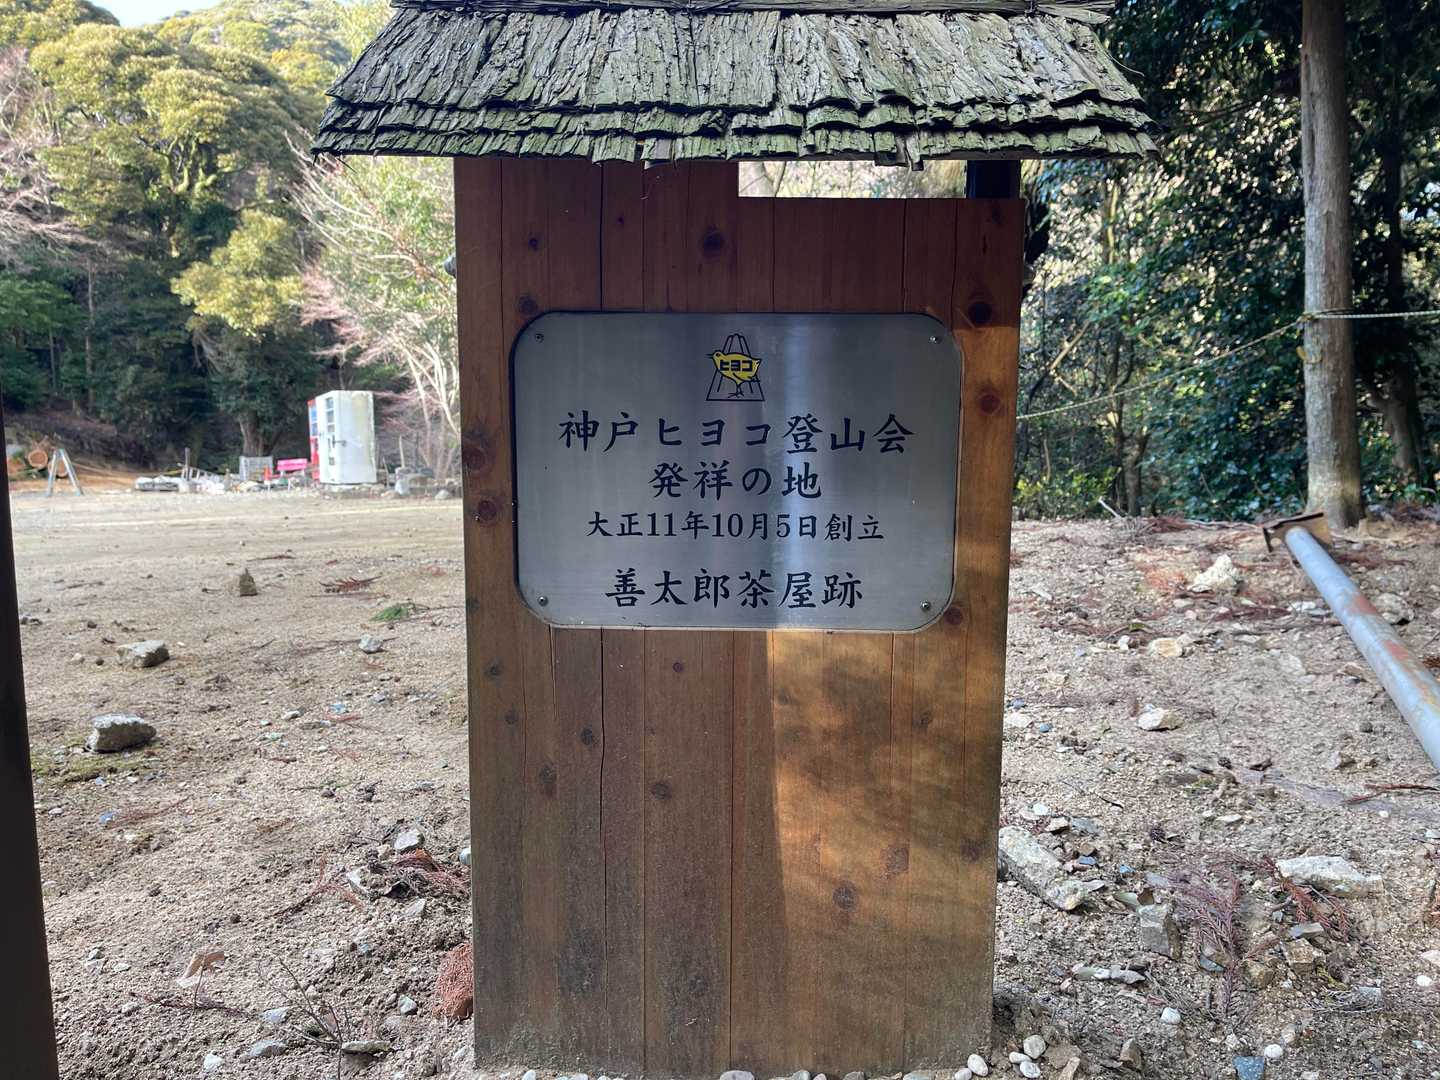 ヒヨコ
神戸ヒヨコ登山会
発祥の地
大正11年10月5日創立
善太郎茶屋跡